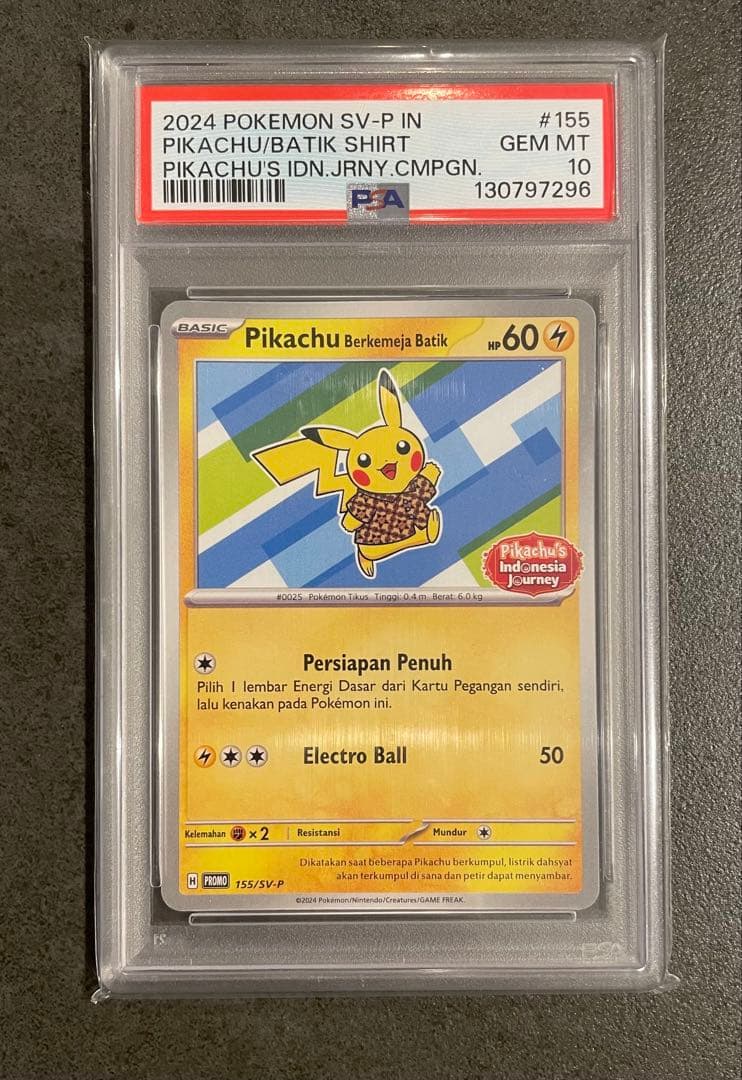 2024 POKEMON SV-P IN #155
PIKACHU/BATIK SHIRT GEM MT
PIKACHU'S IDN.JRNY.CMPGN. 10
PSA 130797296
BASIC Pikachu Berkemeja Batik HP 60
Pikachu's
Indonesia
Journey
#0025 Pokémon Tikus Tinggi: 0.4 m Berat: 6.0 kg
Persiapan Penuh
Pilih 1 lembar Energi Dasar dari Kartu Pegangan sendiri,
lalu kenakan pada Pokémon ini.
Electro Ball 50
Kelemahan ×2 Resistansi Mundur
Dikatakan saat beberapa Pikachu berkumpul, listrik dahsyat
akan terkumpul di sana dan petir dapat menyambar.
H PROMO 155/SV-P
©2024 Pokémon/Nintendo/Creatures/GAME FREAK.
PSA